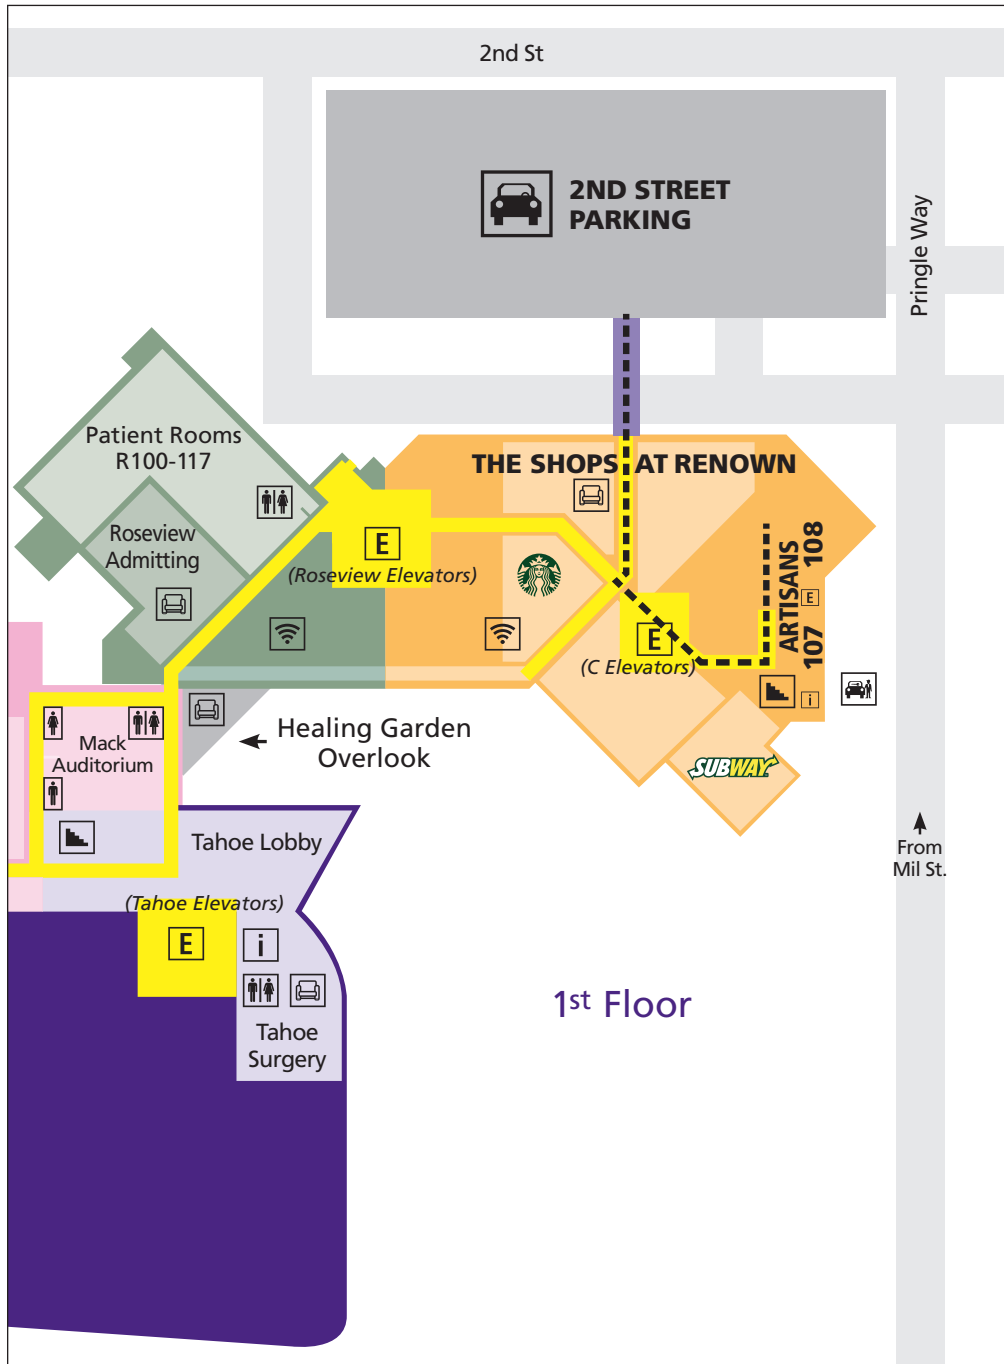 2nd St
2ND STREET
PARKING
Pringle Way
Patient Rooms
R100-117
THE SHOPS AT RENOWN
Roseview
Admitting
E
(Roseview Elevators)
ARTISANS
107 108
E
E
(C Elevators)
i
SUBWAY
Healing Garden
Overlook
Mack
Auditorium
Tahoe Lobby
From
Mil St.
(Tahoe Elevators)
E
i
Tahoe
Surgery
1st Floor